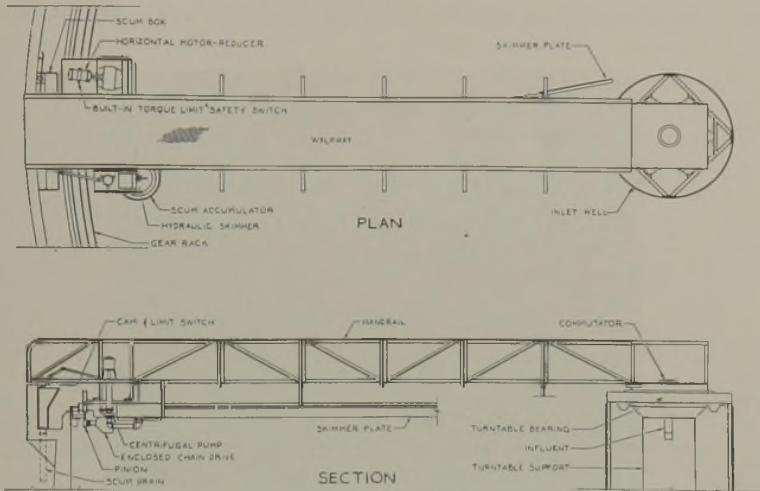 SCUM BOX
HORIZONTAL MOTOR-REDUCER
SKIMMER PLATE
BUILT-IN TORQUE LIMIT SAFETY SWITCH
WALKWAY
SCUM ACCUMULATOR
HYDRAULIC SKIMMER
GEAR RACK
PLAN
INLET WELL
CAM & LIMIT SWITCH
HANDRAIL
COMMUTATOR
SKIMMER PLATE
TURNTABLE BEARING
INFLUENT
TURNTABLE SUPPORT
CENTRIFUGAL PUMP
ENCLOSED CHAIN DRIVE
PINION
SCUM DRAIN
SECTION